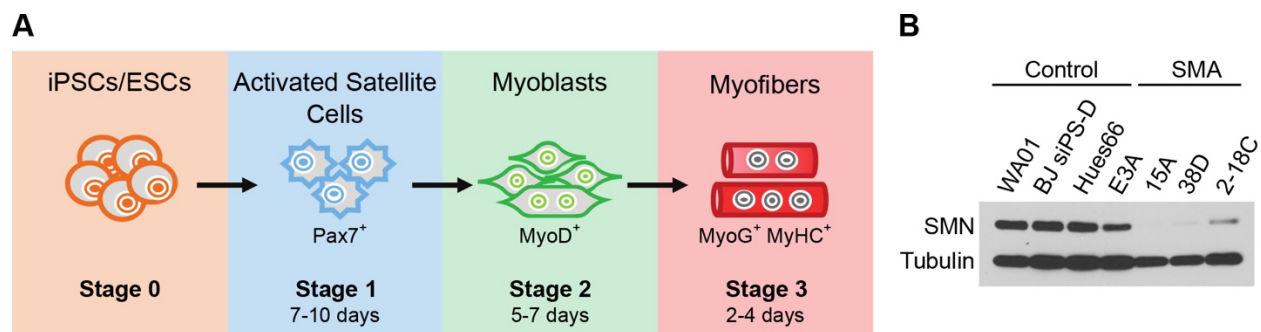 A
iPSCs/ESCs
Activated Satellite
Cells
Myoblasts
Myofibers
Pax7+
MyoD+
MyoG+ MyHC+
Stage 0
Stage 1
7-10 days
Stage 2
5-7 days
Stage 3
2-4 days
B
Control
SMA
WA01
BJ siPS-D
Hues66
E3A
15A
38D
2-18C
SMN
Tubulin